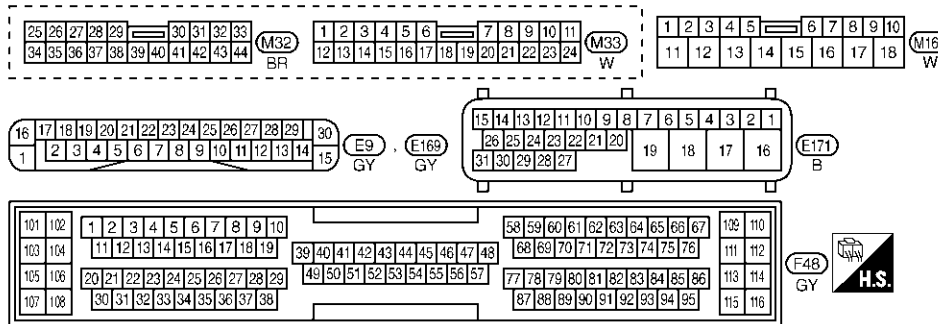 25 26 27 28 29 30 31 32 33
34 35 36 37 38 39 40 41 42 43 44
M32
BR
1 2 3 4 5 6 7 8 9 10 11
12 13 14 15 16 17 18 19 20 21 22 23 24
M33
W
1 2 3 4 5 6 7 8 9 10
11 12 13 14 15 16 17 18
M16
W
16 17 18 19 20 21 22 23 24 25 26 27 28 29 30
1 2 3 4 5 6 7 8 9 10 11 12 13 14 15
E9
GY
,
E169
GY
15 14 13 12 11 10 9 8 7 6 5 4 3 2 1
26 25 24 23 22 21 20
31 30 29 28 27
19 18 17 16
E171
B
101 102
103 104
105 106
107 108
1 2 3 4 5 6 7 8 9 10
11 12 13 14 15 16 17 18 19
20 21 22 23 24 25 26 27 28 29
30 31 32 33 34 35 36 37 38
39 40 41 42 43 44 45 46 47 48
49 50 51 52 53 54 55 56 57
58 59 60 61 62 63 64 65 66 67
68 69 70 71 72 73 74 75 76
77 78 79 80 81 82 83 84 85 86
87 88 89 90 91 92 93 94 95
109 110
111 112
113 114
115 116
F48
GY
H.S.